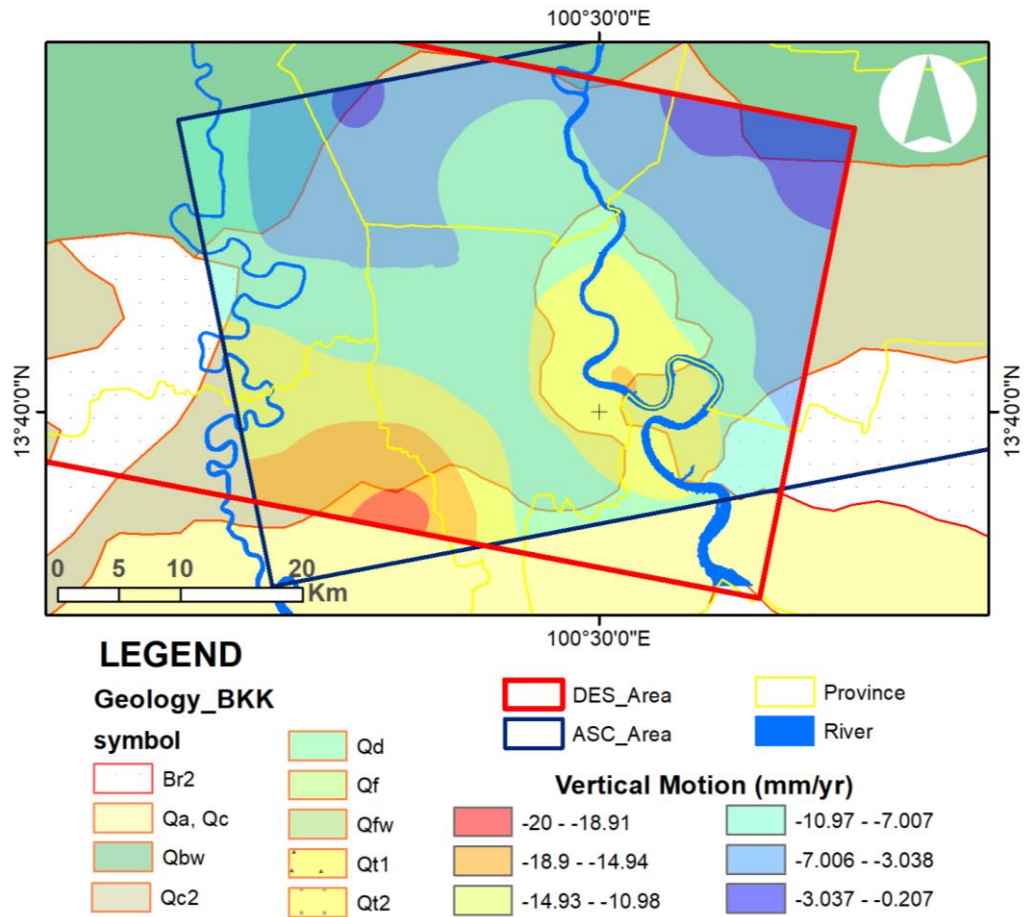 100°30'0"E
13°40'0"N
13°40'0"N
0 5 10 20
Km
100°30'0"E
LEGEND
Geology_BKK
symbol
Br2
Qa, Qc
Qbw
Qc2
Qd
Qf
Qfw
Qt1
Qt2
DES_Area
ASC_Area
Province
River
Vertical Motion (mm/yr)
-20 - -18.91
-18.9 - -14.94
-14.93 - -10.98
-10.97 - -7.007
-7.006 - -3.038
-3.037 - -0.207